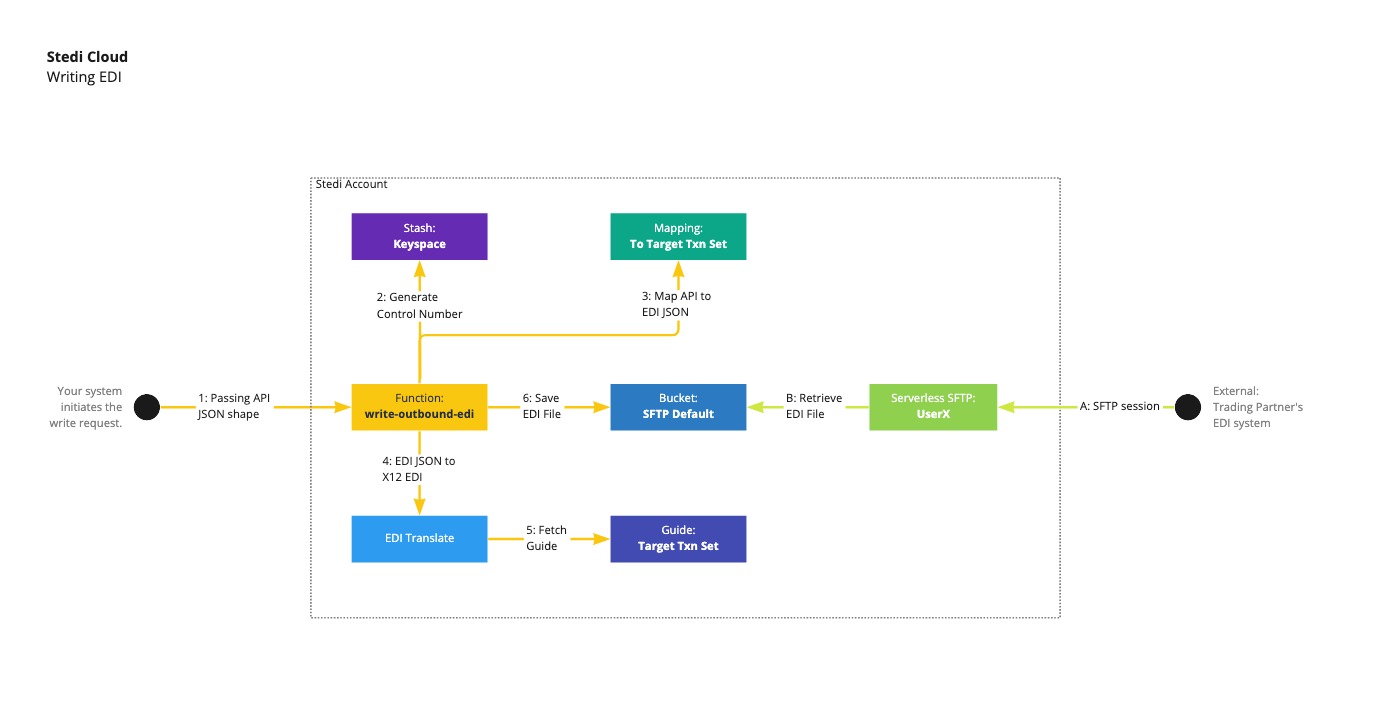 Stedi Cloud
Writing EDI
Stedi Account
Stash:
Keyspace
Mapping:
To Target Txn Set
2: Generate
Control Number
3: Map API to
EDI JSON
Your system
initiates the
write request.
1: Passing API
JSON shape
Function:
write-outbound-edi
6: Save
EDI File
Bucket:
SFTP Default
B: Retrieve
EDI File
Serverless SFTP:
UserX
A: SFTP session
External:
Trading Partner's
EDI system
4: EDI JSON to
X12 EDI
EDI Translate
5: Fetch
Guide
Guide:
Target Txn Set